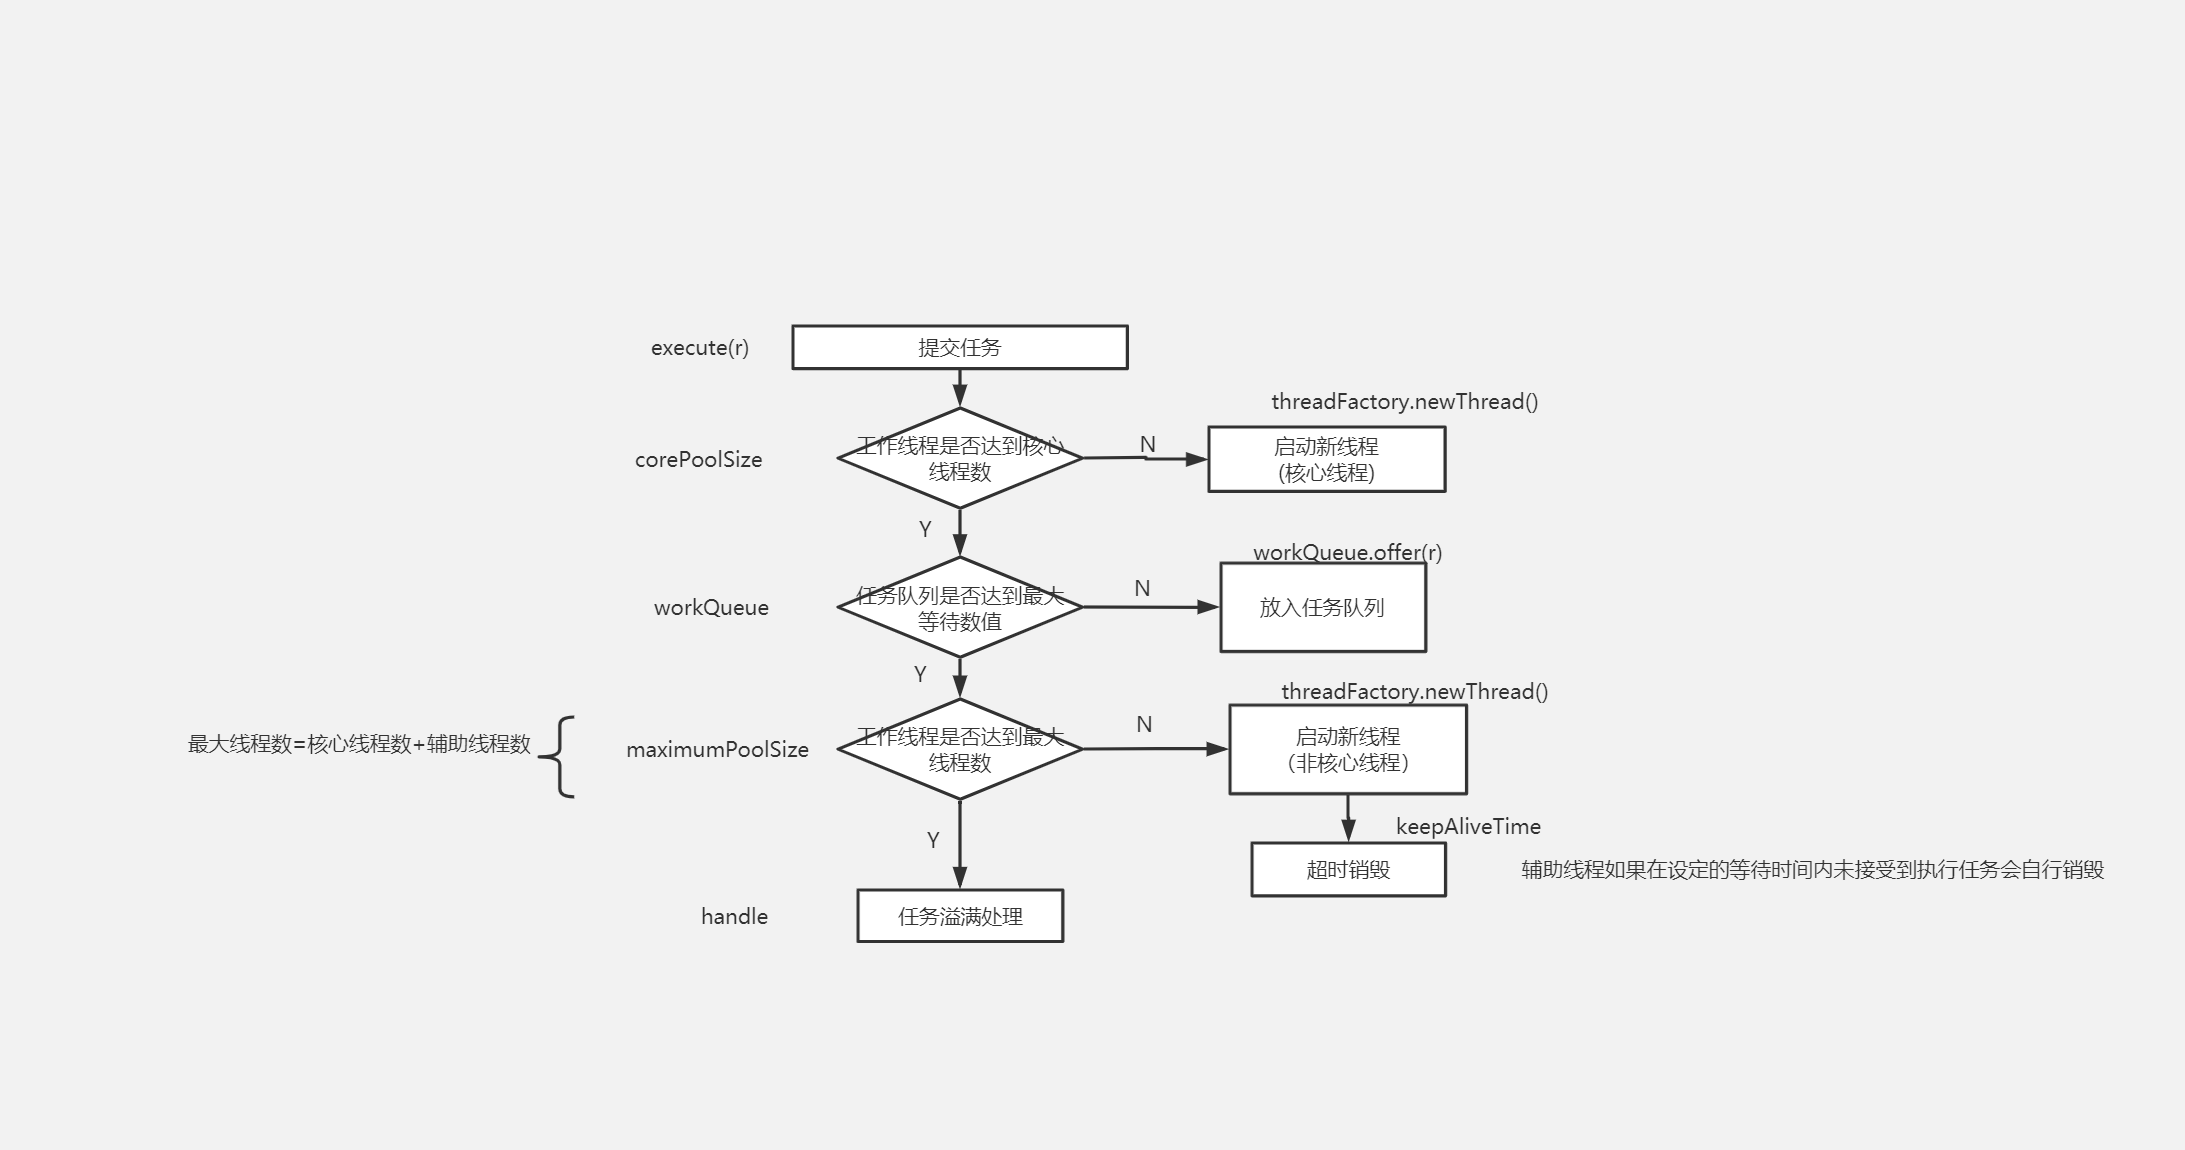 execute(r)
提交任务
threadFactory.newThread()
corePoolSize
工作线程是否达到核心
线程数
N
启动新线程
(核心线程)
Y
workQueue.offer(r)
workQueue
任务队列是否达到最大
等待数值
N
放入任务队列
Y
threadFactory.newThread()
最大线程数=核心线程数+辅助线程数
maximumPoolSize
工作线程是否达到最大
线程数
N
启动新线程
（非核心线程）
Y
keepAliveTime
超时销毁
辅助线程如果在设定的等待时间内未接受到执行任务会自行销毁
handle
任务溢满处理